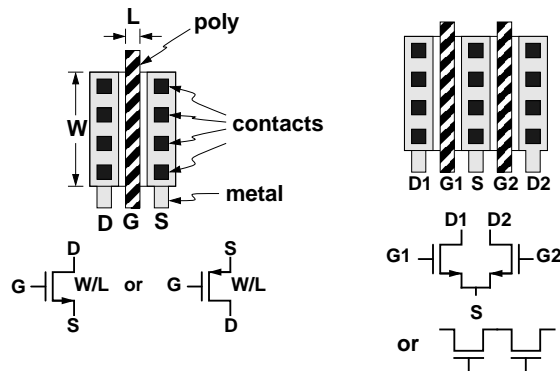 L
poly
W
contacts
metal
D G S
D1 G1 S G2 D2
D
G W/L
S
or
S
G W/L
D
D1 D2
G1 G2
S
or